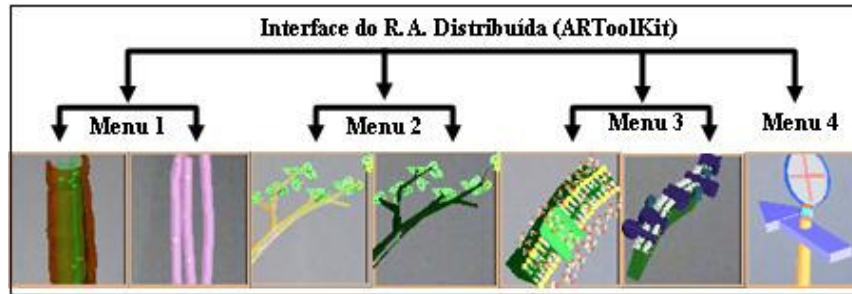 Interface do R.A. Distribuída (ARToolKit)
Menu 1 Menu 2 Menu 3 Menu 4